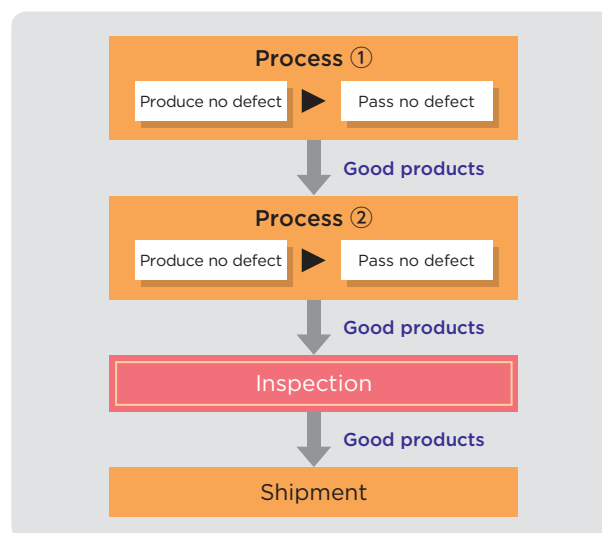 Process ①
Produce no defect
Pass no defect
Good products
Process ②
Produce no defect
Pass no defect
Good products
Inspection
Good products
Shipment